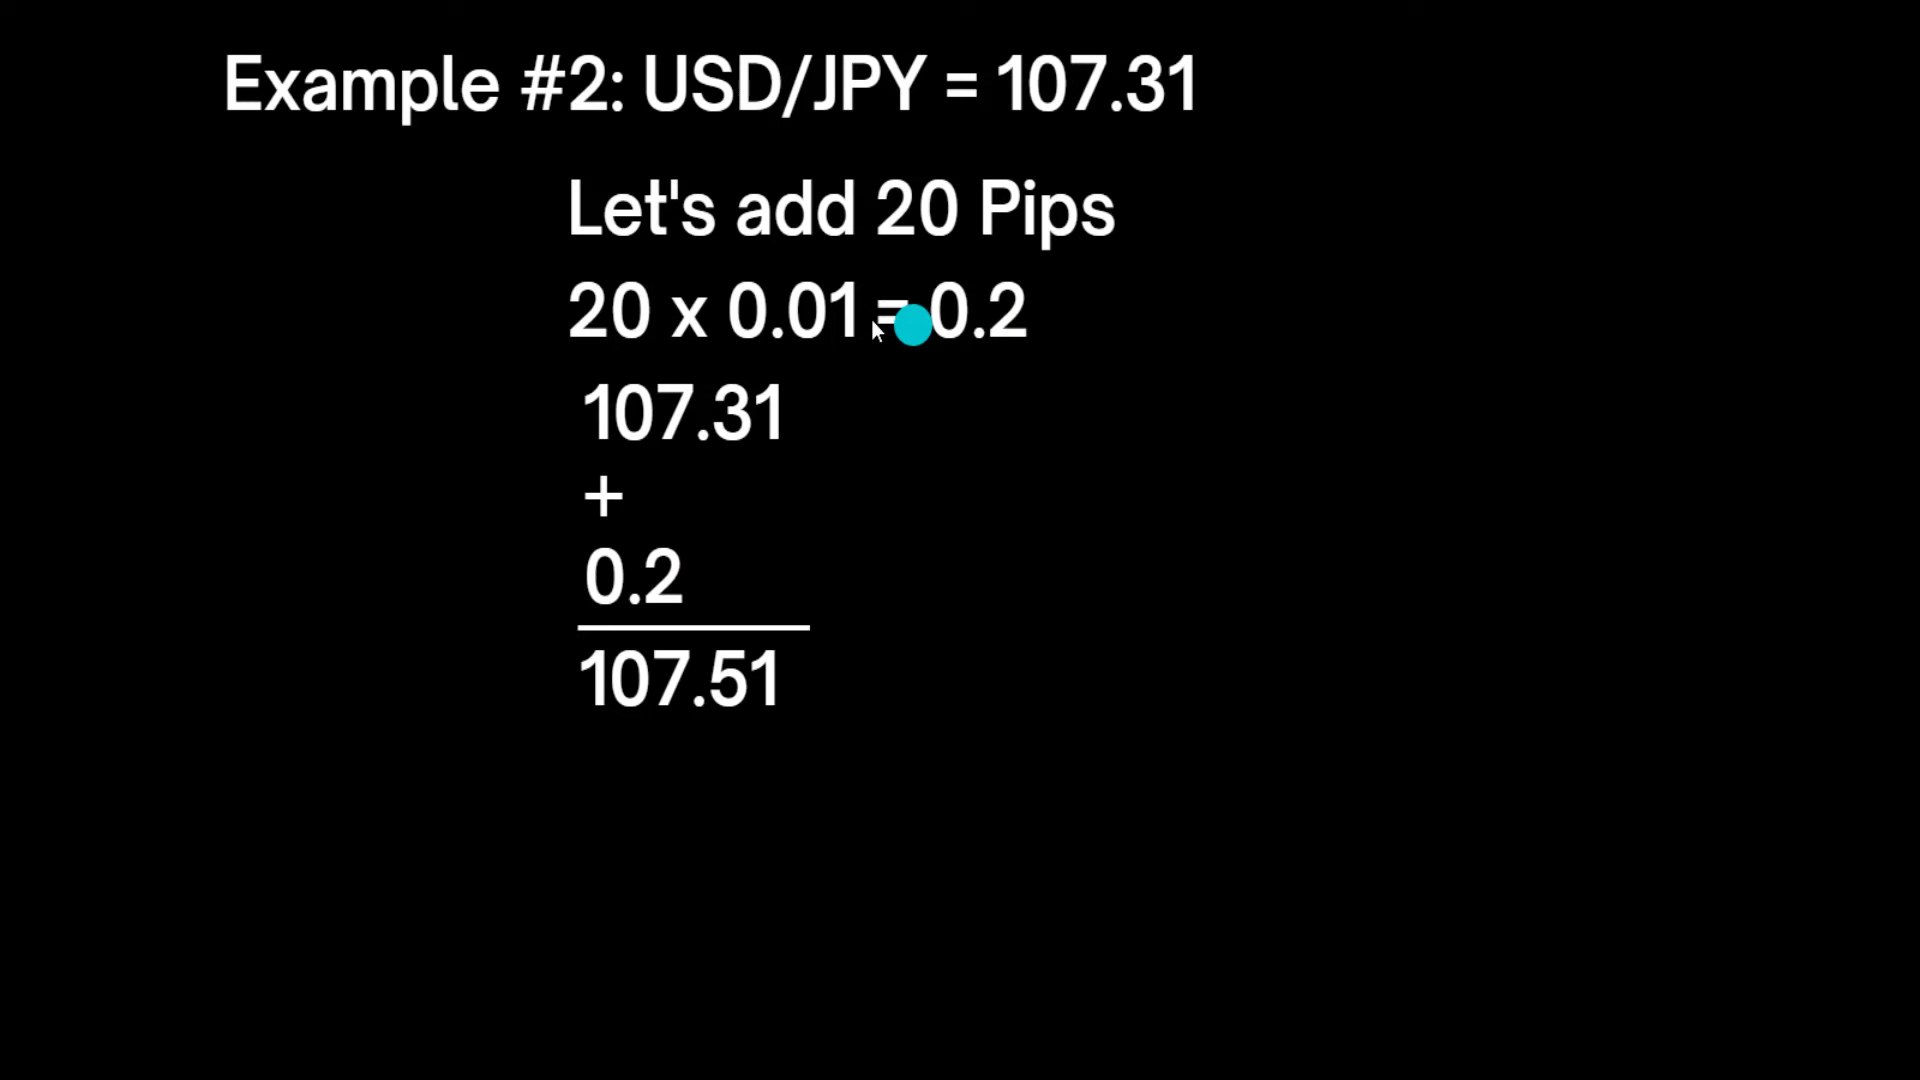 Example #2: USD/JPY = 107.31
Let's add 20 Pips
20 x 0.01 = 0.2
107.31
+
0.2
107.51